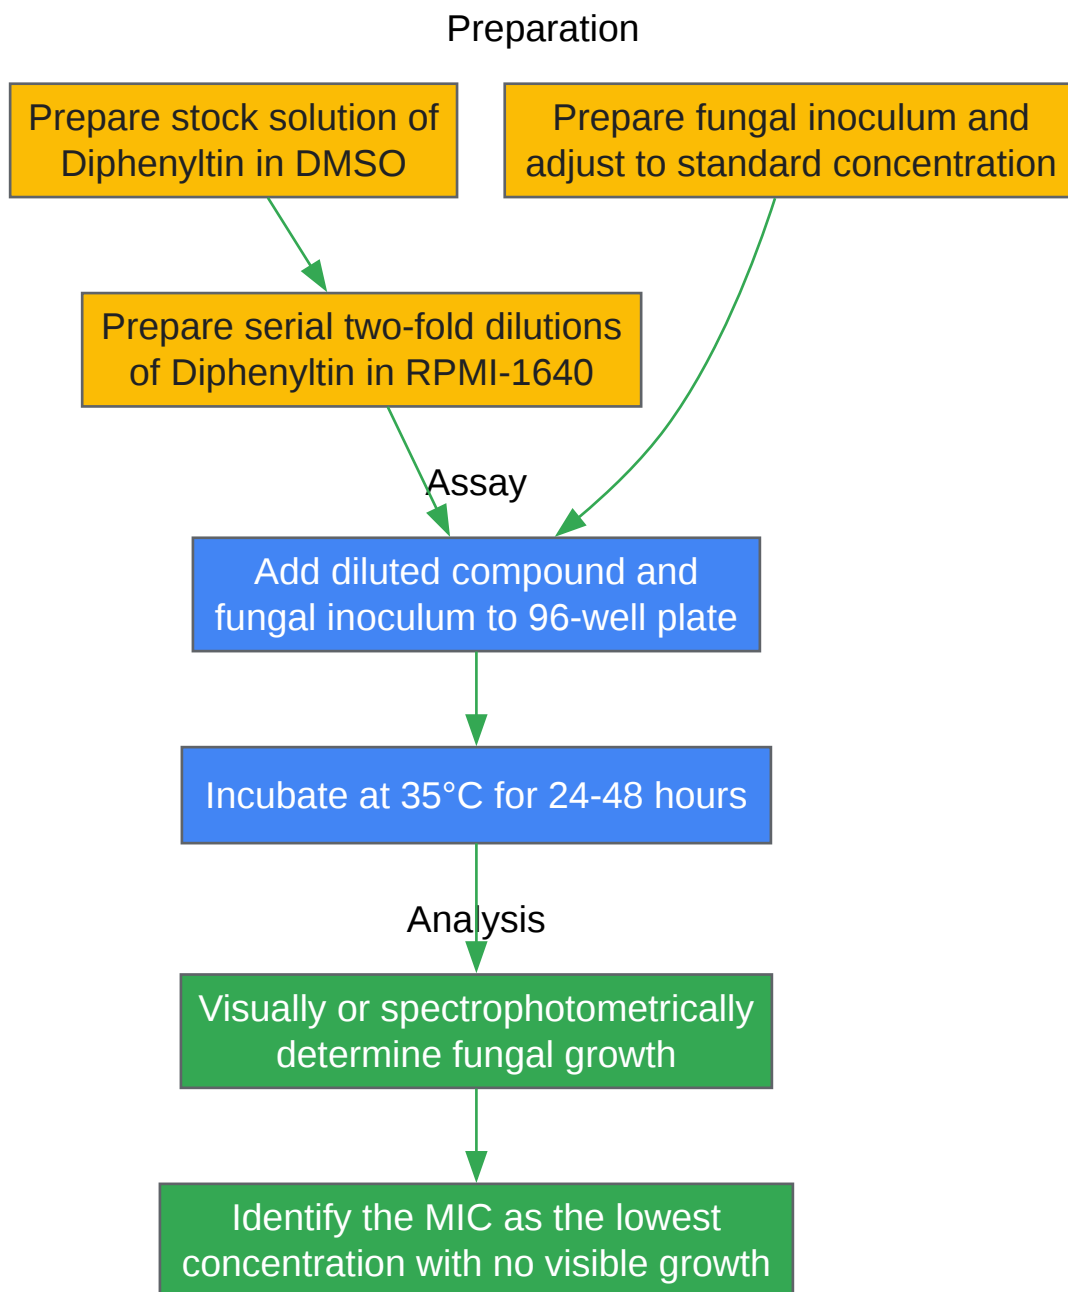 Preparation
Prepare stock solution of
Diphenyltin in DMSO
Prepare fungal inoculum and
adjust to standard concentration
Prepare serial two-fold dilutions
of Diphenyltin in RPMI-1640
Assay
Add diluted compound and
fungal inoculum to 96-well plate
Incubate at 35°C for 24-48 hours
Analysis
Visually or spectrophotometrically
determine fungal growth
Identify the MIC as the lowest
concentration with no visible growth